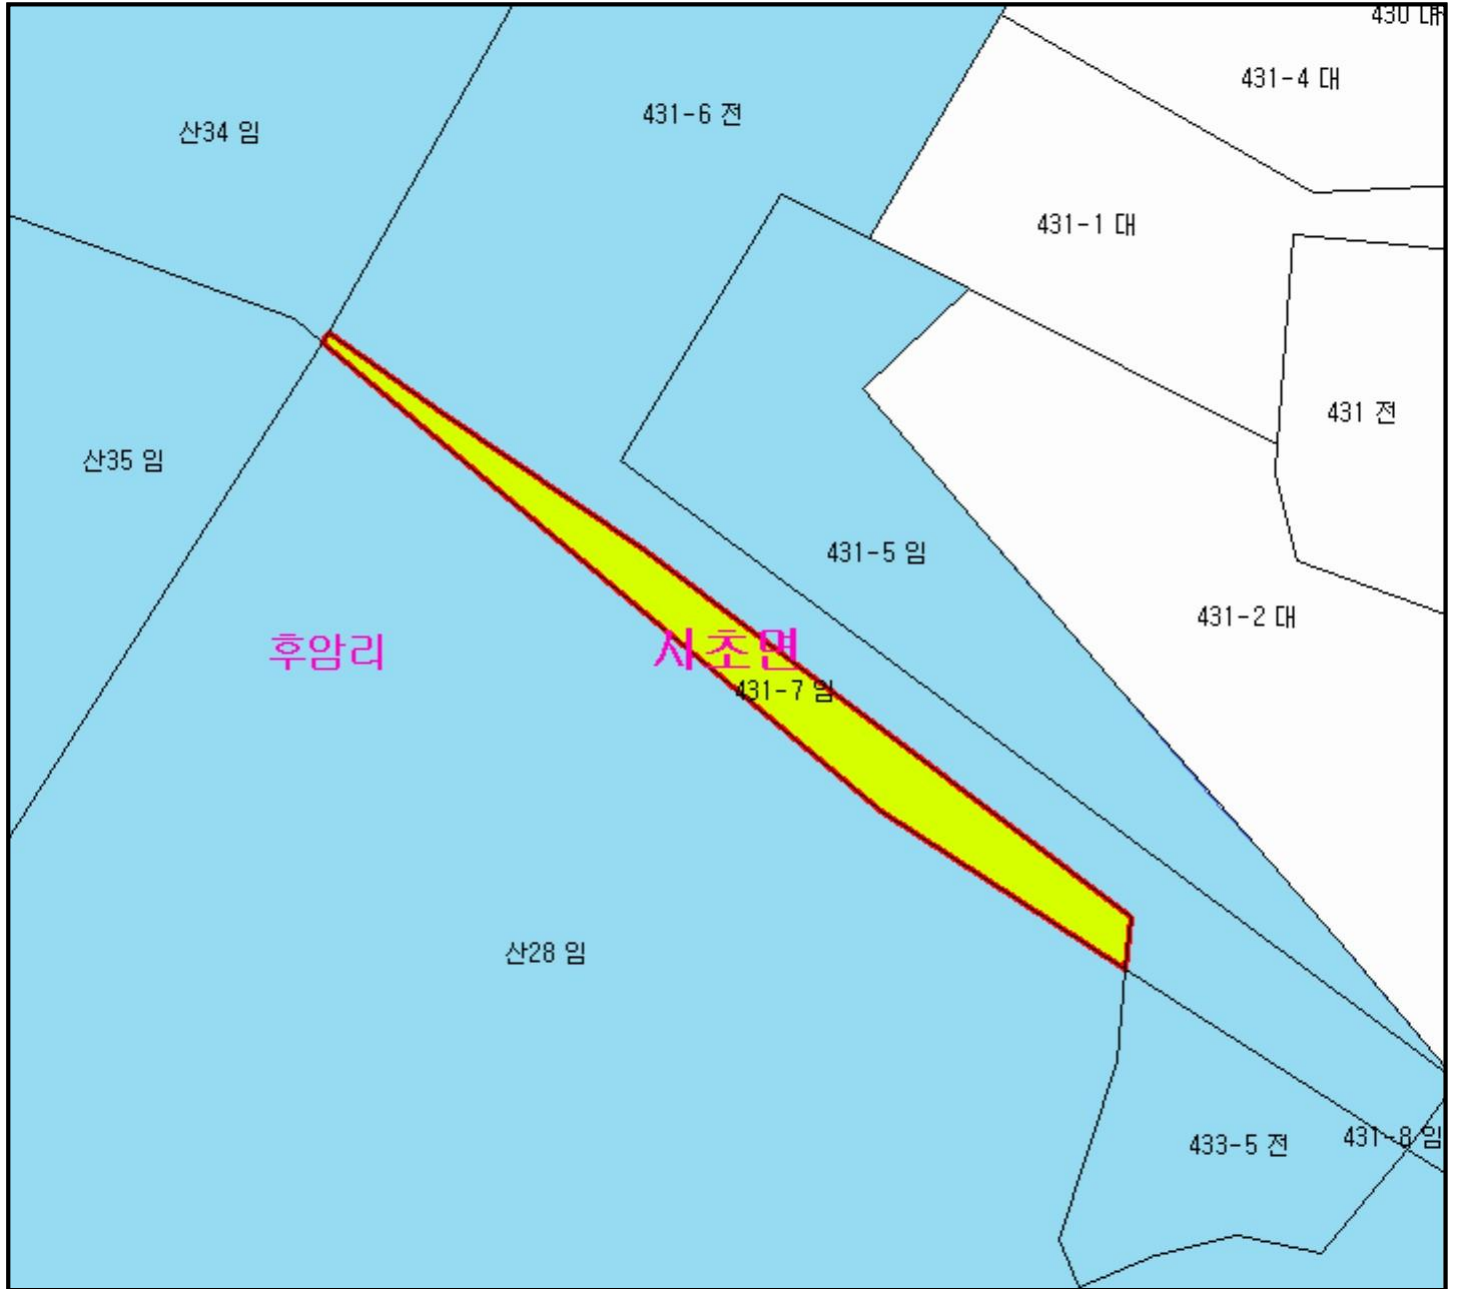 430 대
431-4 대
431-6 전
산34 임
431-1 대
431 전
산35 임
431-5 임
431-2 대
후암리
시초면
431-7 임
산28 임
431-8 임
433-5 전